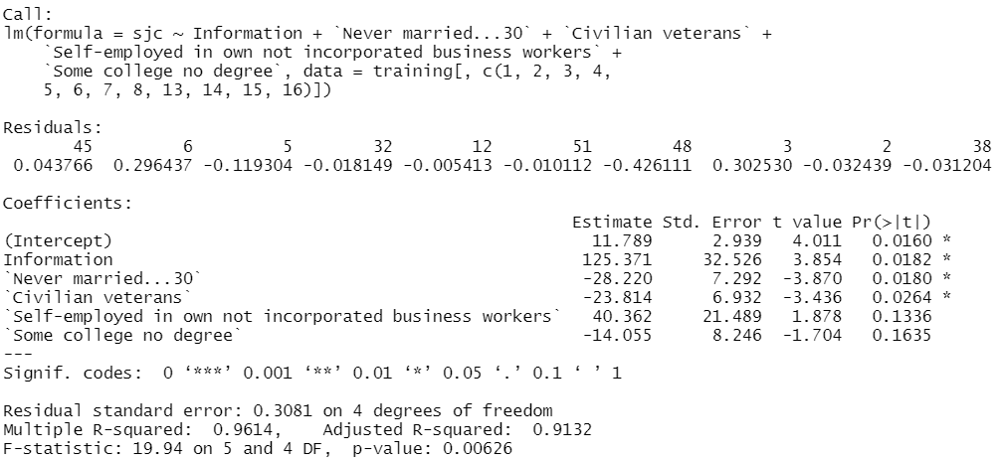 Call:
lm(formula = sjc ~ Information + `Never married...30` + `Civilian veterans` +
    `Self-employed in own not incorporated business workers` +
    `Some college no degree`, data = training[, c(1, 2, 3, 4,
    5, 6, 7, 8, 13, 14, 15, 16)])

Residuals:
       45         6         5        32        12        51        48         3         2        38
 0.043766  0.296437 -0.119304 -0.018149 -0.005413 -0.010112 -0.426111  0.302530 -0.032439 -0.031204

Coefficients:
                                                         Estimate Std. Error t value Pr(>|t|)
(Intercept)                                                11.789      2.939   4.011   0.0160 *
Information                                               125.371     32.526   3.854   0.0182 *
`Never married...30`                                      -28.220      7.292  -3.870   0.0180 *
`Civilian veterans`                                       -23.814      6.932  -3.436   0.0264 *
`Self-employed in own not incorporated business workers`   40.362     21.489   1.878   0.1336
`Some college no degree`                                  -14.055      8.246  -1.704   0.1635
---
Signif. codes:  0 ‘***’ 0.001 ‘**’ 0.01 ‘*’ 0.05 ‘.’ 0.1 ‘ ’ 1

Residual standard error: 0.3081 on 4 degrees of freedom
Multiple R-squared:  0.9614,    Adjusted R-squared:  0.9132
F-statistic: 19.94 on 5 and 4 DF,  p-value: 0.00626